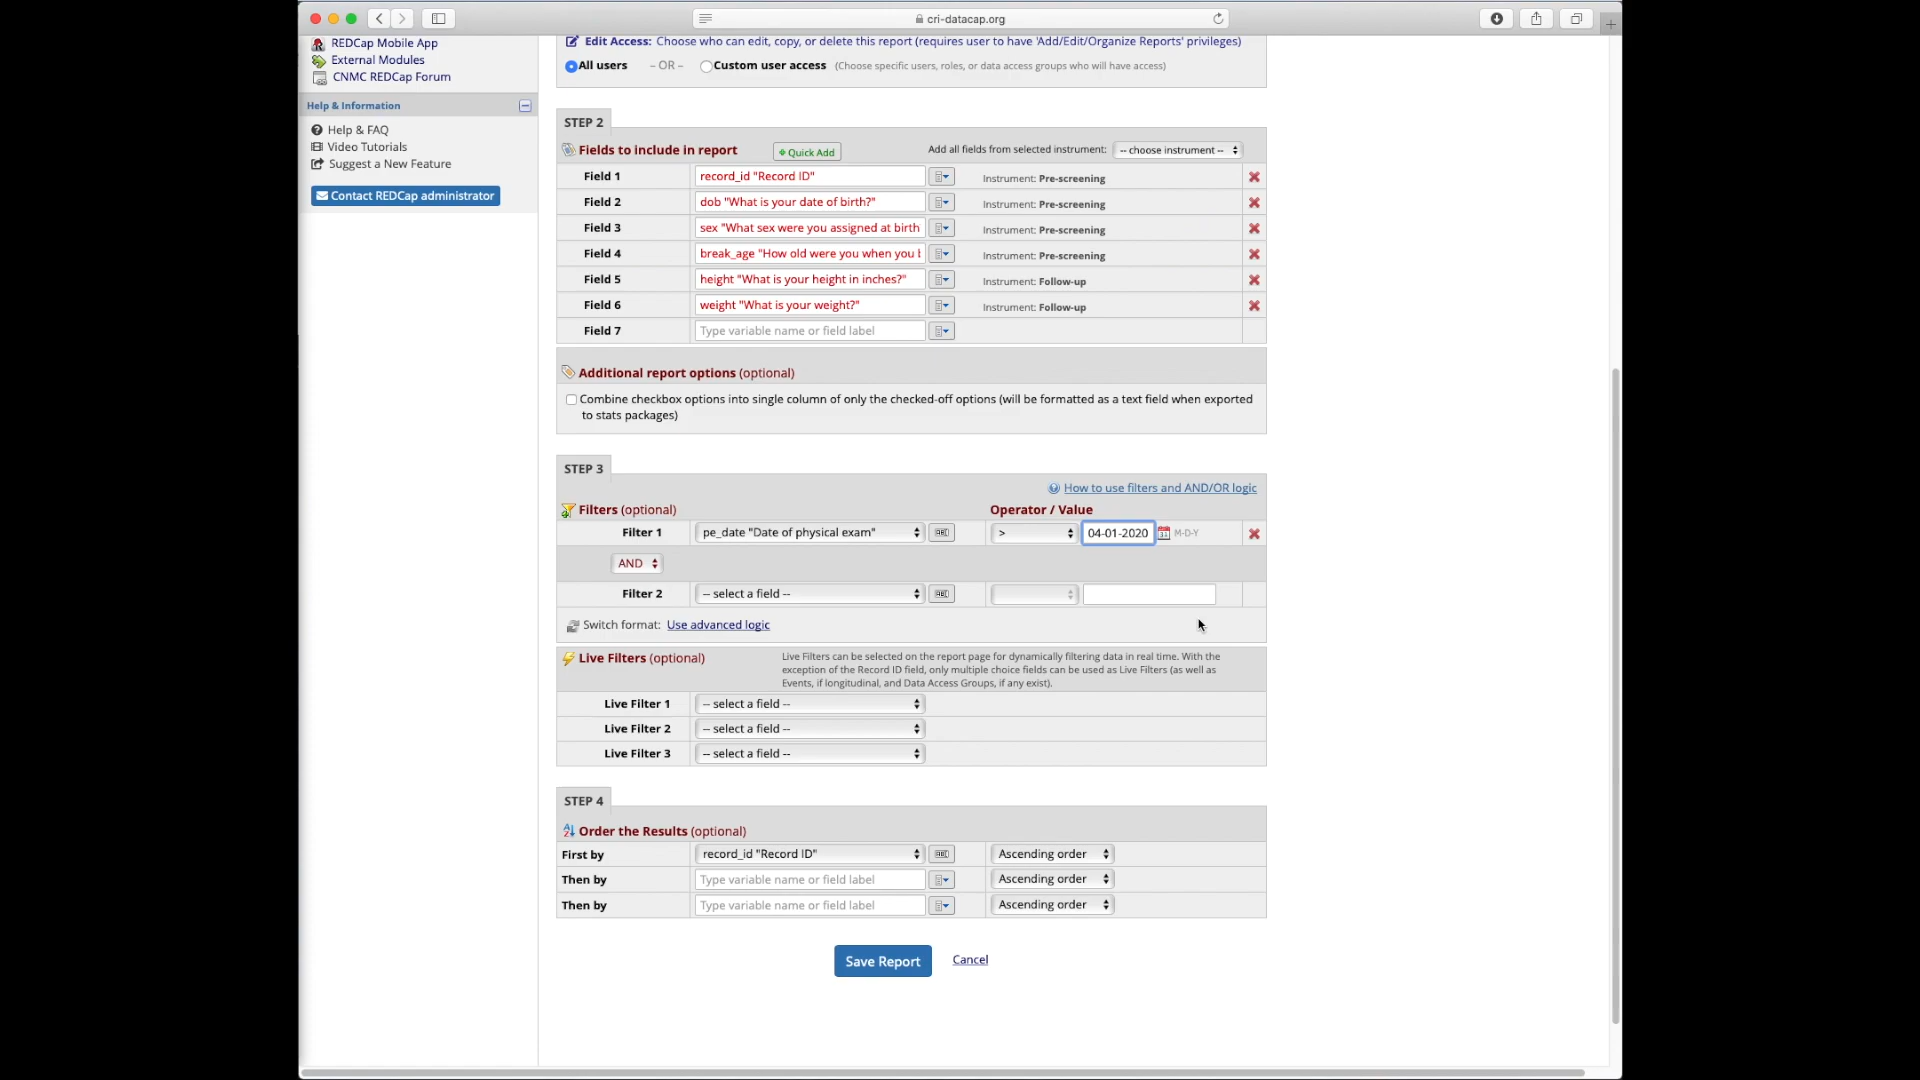 cri-datacap.org
REDCap Mobile App
External Modules
CNMC REDCap Forum
Help & Information
Help & FAQ
Video Tutorials
Suggest a New Feature
Contact REDCap administrator
Edit Access: Choose who can edit, copy, or delete this report (requires user to have 'Add/Edit/Organize Reports' privileges)
All users – OR – Custom user access (Choose specific users, roles, or data access groups who will have access)
STEP 2
Fields to include in report + Quick Add Add all fields from selected instrument: -- choose instrument --
Field 1 record_id "Record ID" Instrument: Pre-screening
Field 2 dob "What is your date of birth?" Instrument: Pre-screening
Field 3 sex "What sex were you assigned at birth Instrument: Pre-screening
Field 4 break_age "How old were you when you Instrument: Pre-screening
Field 5 height "What is your height in inches?" Instrument: Follow-up
Field 6 weight "What is your weight?" Instrument: Follow-up
Field 7 Type variable name or field label
Additional report options (optional)
Combine checkbox options into single column of only the checked-off options (will be formatted as a text field when exported
to stats packages)
STEP 3
How to use filters and AND/OR logic
Filters (optional) Operator / Value
Filter 1 pe_date "Date of physical exam" > 04-01-2020 M-D-Y
AND
Filter 2 -- select a field --
Switch format: Use advanced logic
Live Filters (optional) Live Filters can be selected on the report page for dynamically filtering data in real time. With the
exception of the Record ID field, only multiple choice fields can be used as Live Filters (as well as
Events, if longitudinal, and Data Access Groups, if any exist).
Live Filter 1 -- select a field --
Live Filter 2 -- select a field --
Live Filter 3 -- select a field --
STEP 4
Order the Results (optional)
First by record_id "Record ID" Ascending order
Then by Type variable name or field label Ascending order
Then by Type variable name or field label Ascending order
Save Report Cancel